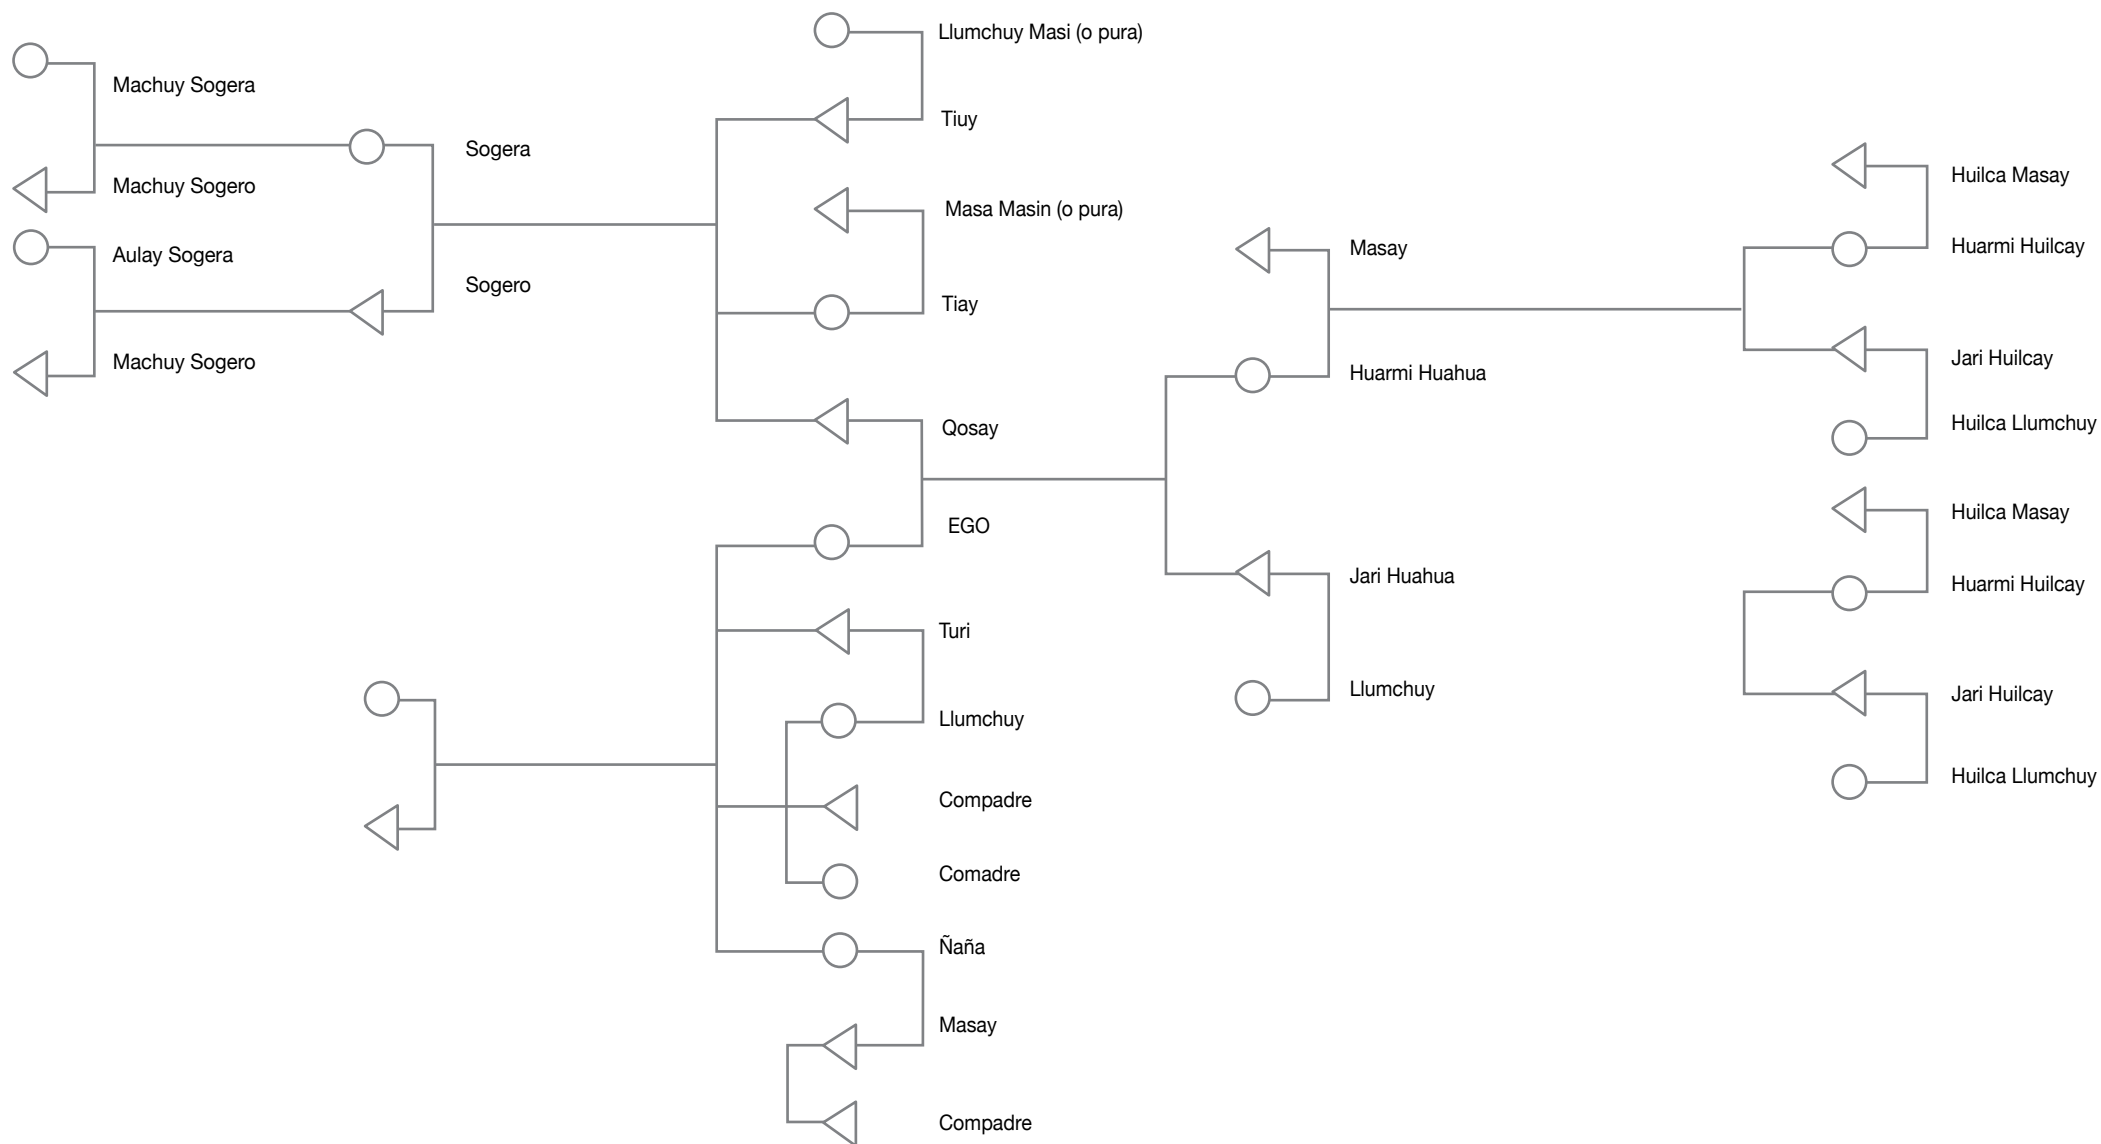 Machuy Sogera
Machuy Sogero
Aulay Sogera
Machuy Sogero
Sogera
Sogero
Llumchuy Masi (o pura)
Tiuy
Masa Masin (o pura)
Tiay
Qosay
EGO
Turi
Llumchuy
Compadre
Comadre
Ñaña
Masay
Compadre
Masay
Huarmi Huahua
Jari Huahua
Llumchuy
Huilca Masay
Huarmi Huilcay
Jari Huilcay
Huilca Llumchuy
Huilca Masay
Huarmi Huilcay
Jari Huilcay
Huilca Llumchuy